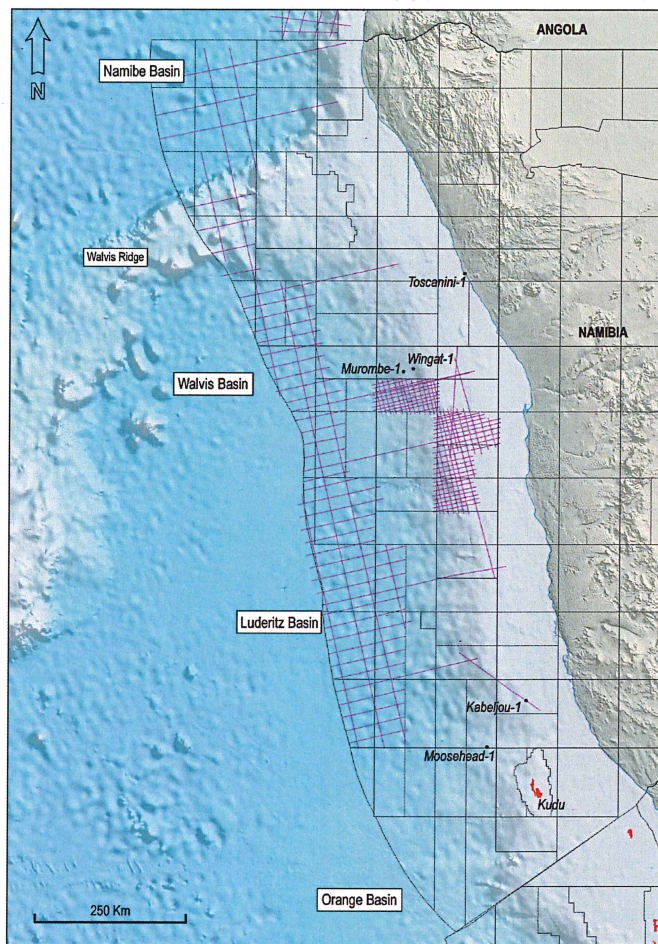 ANGOLA
Namibe Basin
N
Walvis Ridge
Toscanini-1
NAMIBIA
Wingat-1
Murombe-1
Walvis Basin
Luderitz Basin
Kabeljou-1
Moosehead-1
Kudu
Orange Basin
250 Km